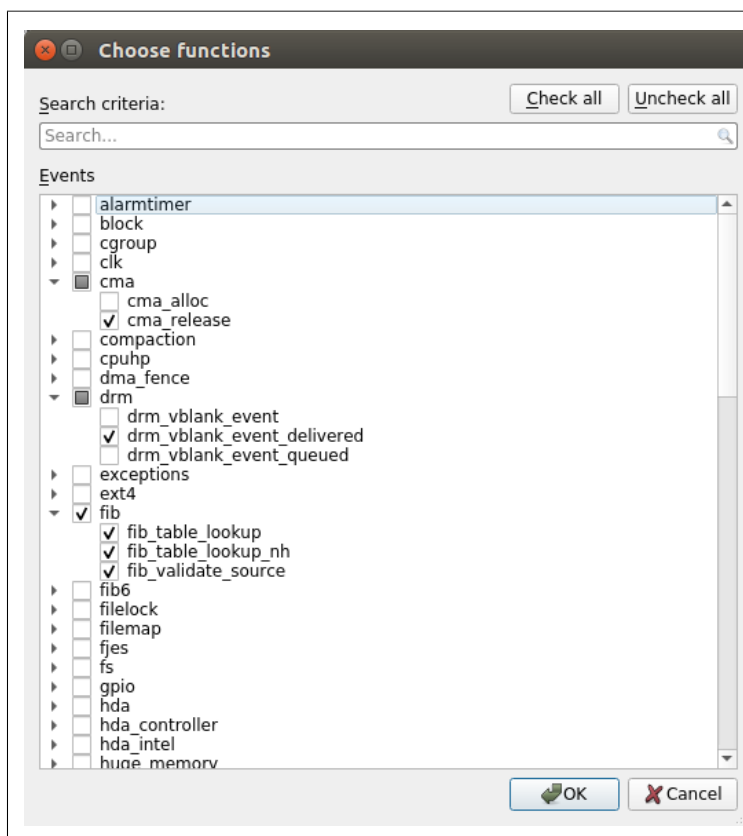 Choose functions
Search criteria:
Check all
Uncheck all
Search...
Events
alarmtimer
block
cgroup
clk
cma
cma_alloc
cma_release
compaction
cpuhp
dma_fence
drm
drm_vblank_event
drm_vblank_event_delivered
drm_vblank_event_queued
exceptions
ext4
fib
fib_table_lookup
fib_table_lookup_nh
fib_validate_source
fib6
filelock
filemap
fjes
fs
gpio
hda
hda_controller
hda_intel
huge_memory
OK
Cancel